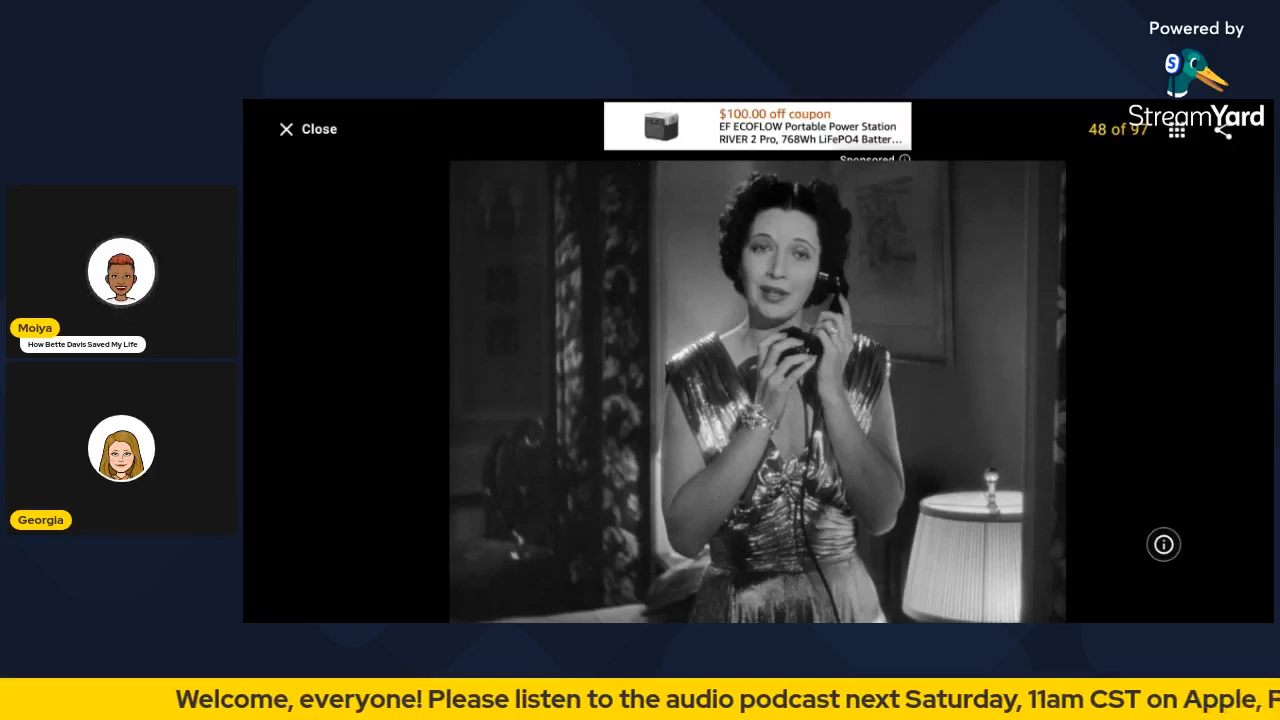 Powered by
StreamYard
Close
$100.00 off coupon
EF ECOFLOW Portable Power Station
RIVER 2 Pro, 768Wh LiFePO4 Batter...
Sponsored
48 of 97
Moiya
How Bette Davis Saved My Life
Georgia
Welcome, everyone! Please listen to the audio podcast next Saturday, 11am CST on Apple,